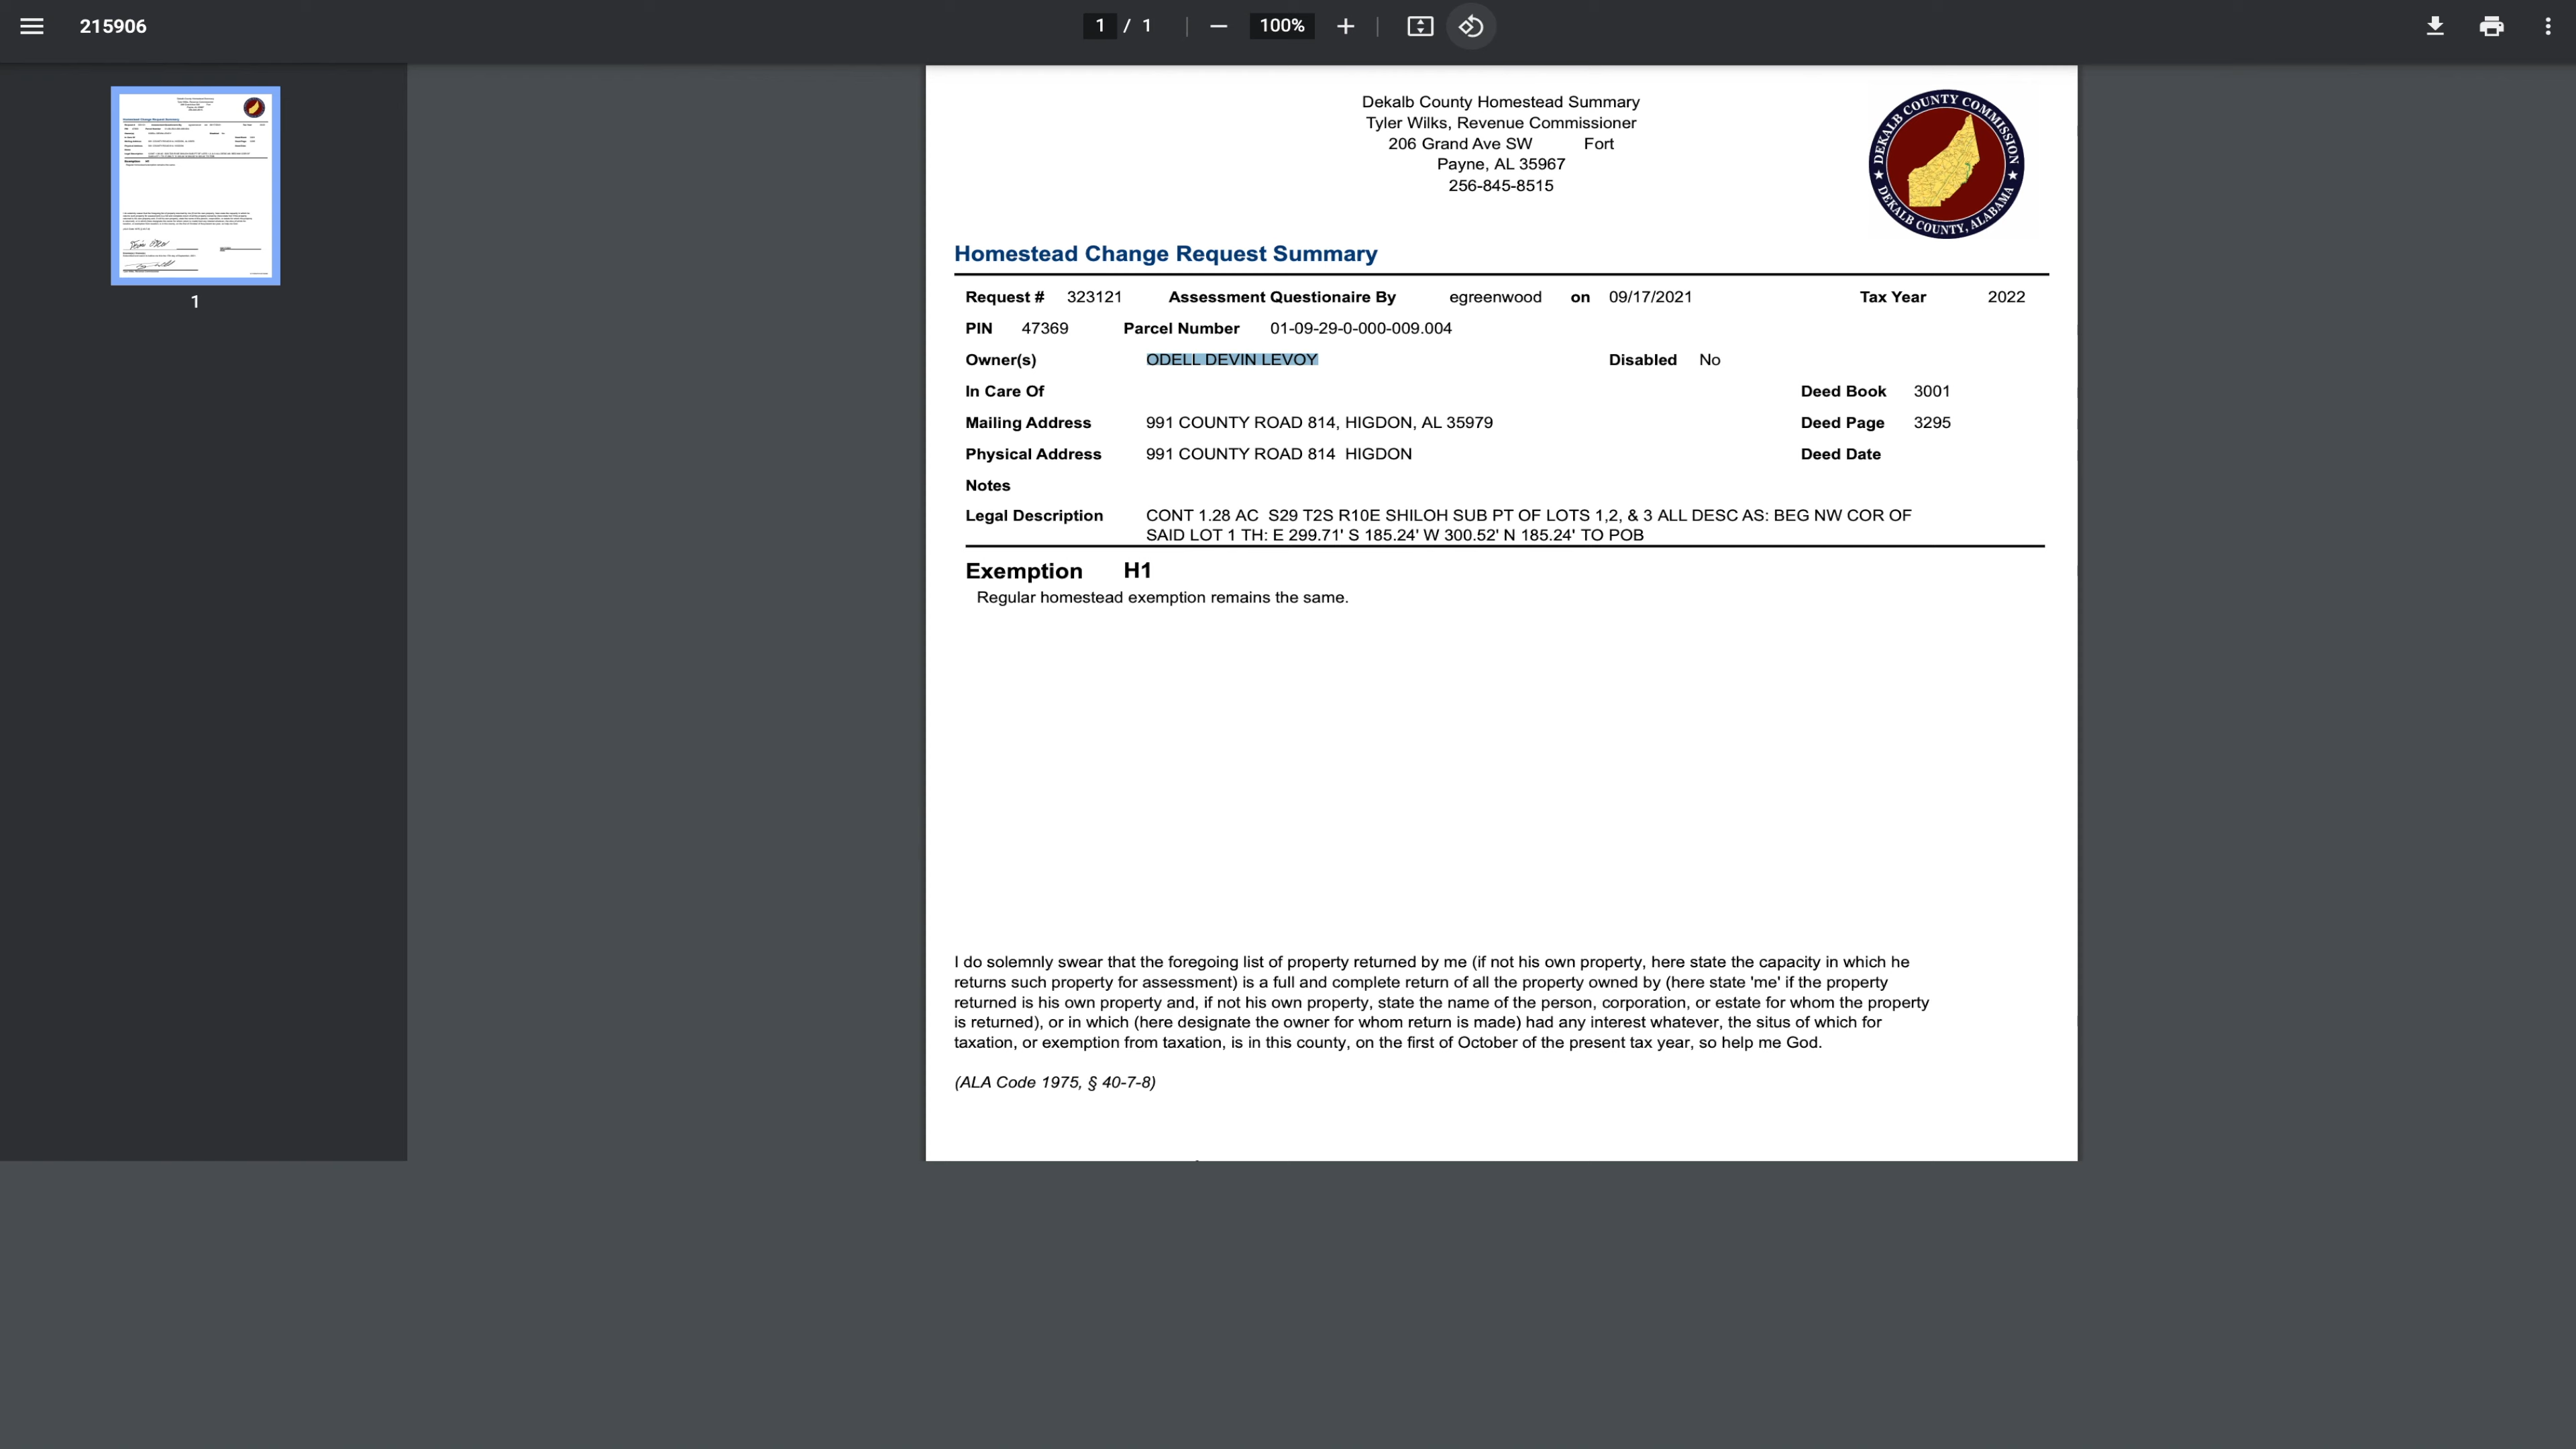 215906
1 / 1 100%
1
Dekalb County Homestead Summary
Tyler Wilks, Revenue Commissioner
206 Grand Ave SW Fort
Payne, AL 35967
256-845-8515
DEKALB COUNTY COMMISSION
DEKALB COUNTY, ALABAMA
Homestead Change Request Summary
Request # 323121 Assessment Questionaire By egreenwood on 09/17/2021 Tax Year 2022
PIN 47369 Parcel Number 01-09-29-0-000-009.004
Owner(s) ODELL DEVIN LEVOY Disabled No
In Care Of Deed Book 3001
Mailing Address 991 COUNTY ROAD 814, HIGDON, AL 35979 Deed Page 3295
Physical Address 991 COUNTY ROAD 814 HIGDON Deed Date
Notes
Legal Description CONT 1.28 AC S29 T2S R10E SHILOH SUB PT OF LOTS 1,2, & 3 ALL DESC AS: BEG NW COR OF
SAID LOT 1 TH: E 299.71' S 185.24' W 300.52' N 185.24' TO POB
Exemption H1
Regular homestead exemption remains the same.
I do solemnly swear that the foregoing list of property returned by me (if not his own property, here state the capacity in which he
returns such property for assessment) is a full and complete return of all the property owned by (here state 'me' if the property
returned is his own property and, if not his own property, state the name of the person, corporation, or estate for whom the property
is returned), or in which (here designate the owner for whom return is made) had any interest whatever, the situs of which for
taxation, or exemption from taxation, is in this county, on the first of October of the present tax year, so help me God.
(ALA Code 1975, § 40-7-8)